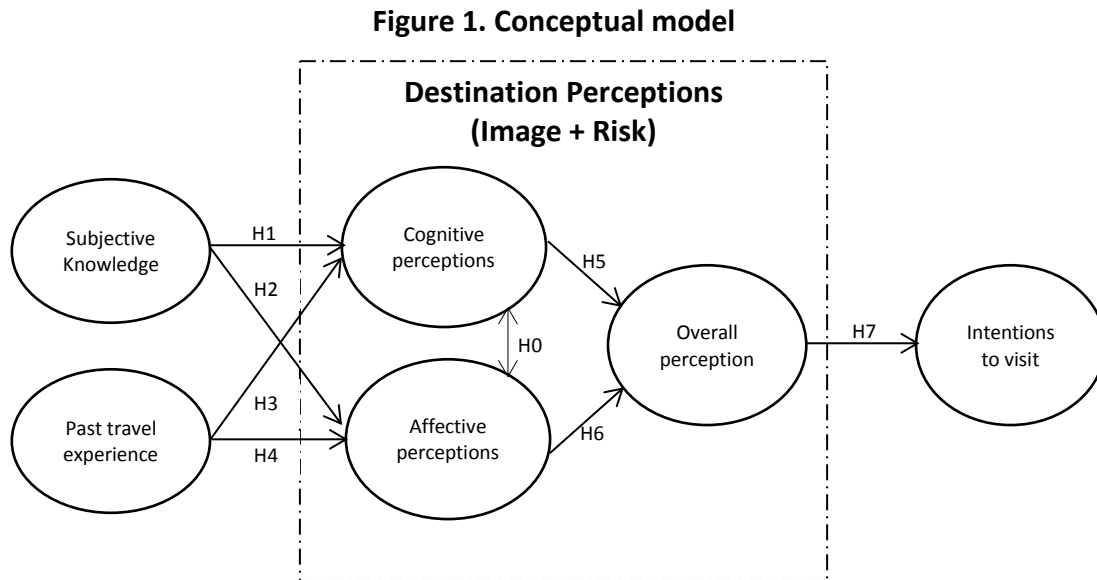 Figure 1. Conceptual model
Destination Perceptions
(Image + Risk)
Subjective
Knowledge
H1
Cognitive
perceptions
H5
H2
H0
Overall
perception
H7
Intentions
to visit
Past travel
experience
H3
H4
Affective
perceptions
H6